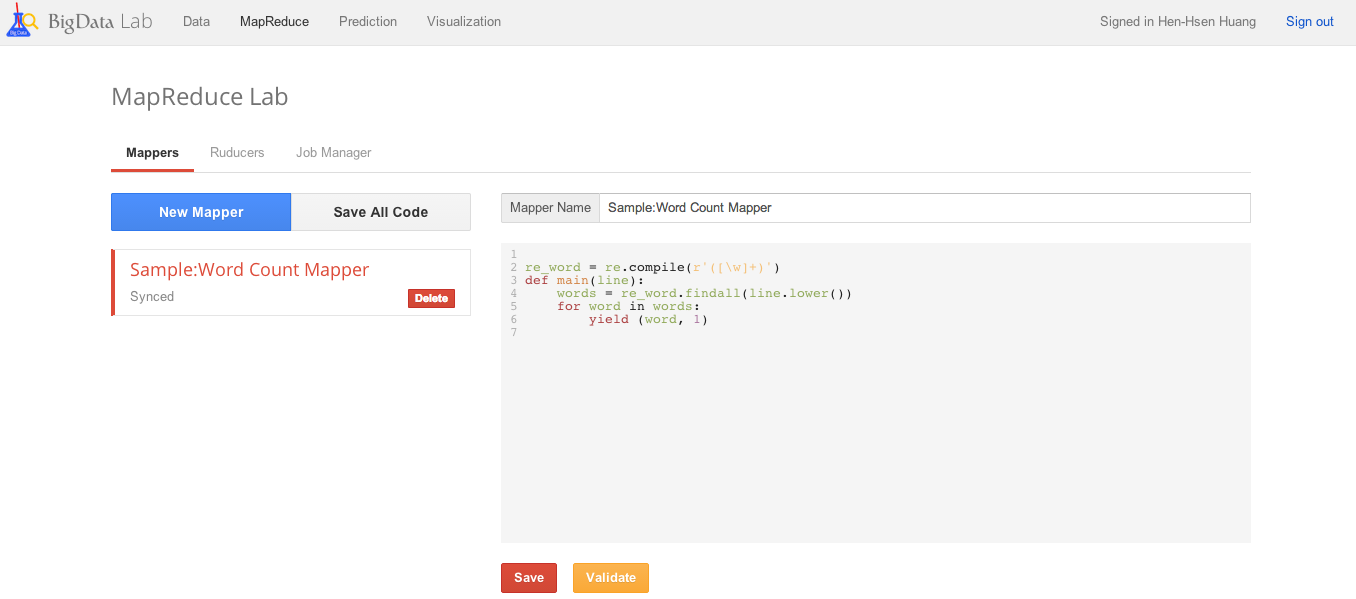 BigData Lab Data MapReduce Prediction Visualization Signed in Hen-Hsen Huang Sign out
Big Data
MapReduce Lab
Mappers Ruducers Job Manager
New Mapper Save All Code
Mapper Name Sample:Word Count Mapper
Sample:Word Count Mapper
Synced
Delete
1
2 re_word = re.compile(r'([\w]+)')
3 def main(line):
4     words = re_word.findall(line.lower())
5     for word in words:
6         yield (word, 1)
7
Save Validate